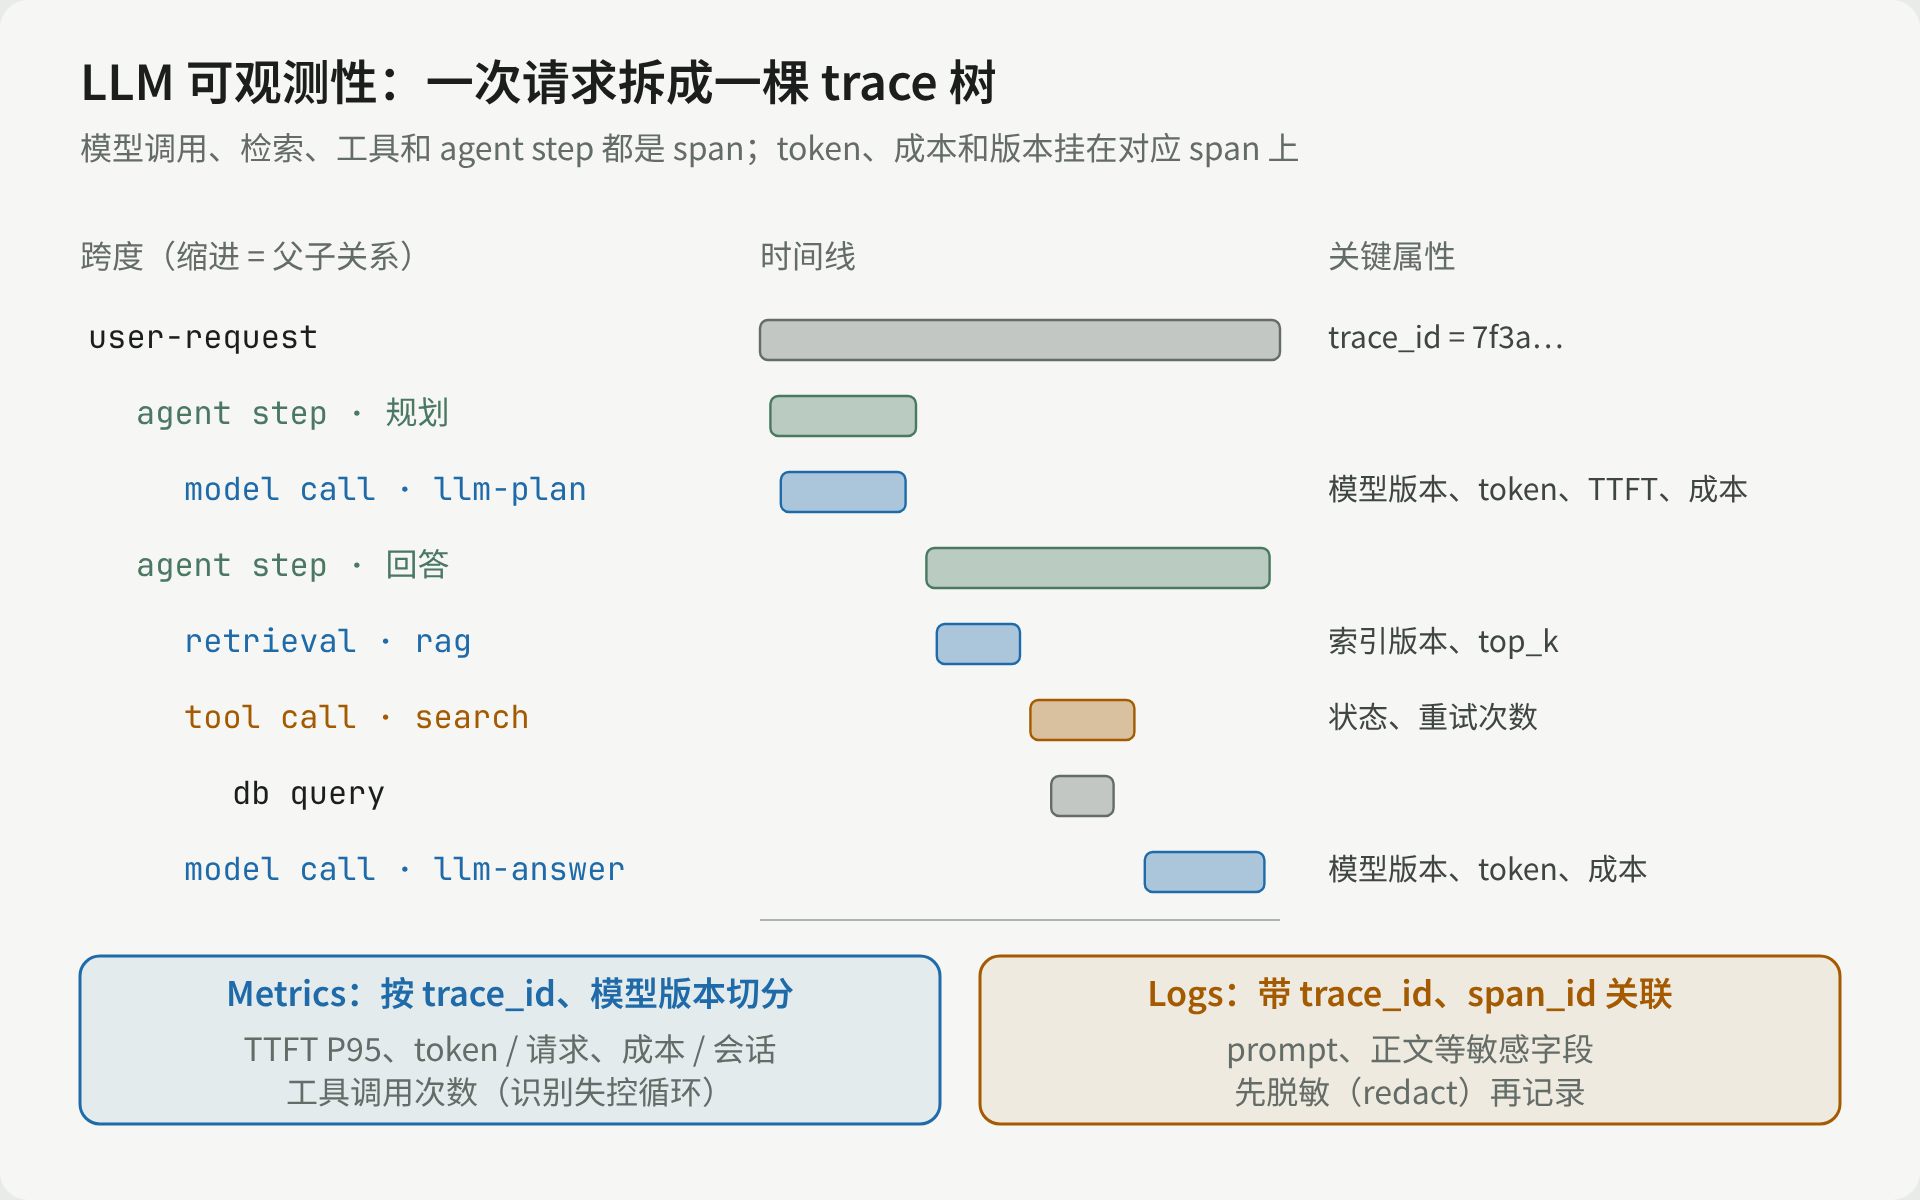 LLM 可观测性：一次请求拆成一棵 trace 树
模型调用、检索、工具和 agent step 都是 span；token、成本和版本挂在对应 span 上
跨度（缩进 = 父子关系） 时间线 关键属性
user-request trace_id = 7f3a…
agent step · 规划
model call · llm-plan 模型版本、token、TTFT、成本
agent step · 回答
retrieval · rag 索引版本、top_k
tool call · search 状态、重试次数
db query
model call · llm-answer 模型版本、token、成本
Metrics：按 trace_id、模型版本切分
TTFT P95、token / 请求、成本 / 会话
工具调用次数（识别失控循环）
Logs：带 trace_id、span_id 关联
prompt、正文等敏感字段
先脱敏（redact）再记录